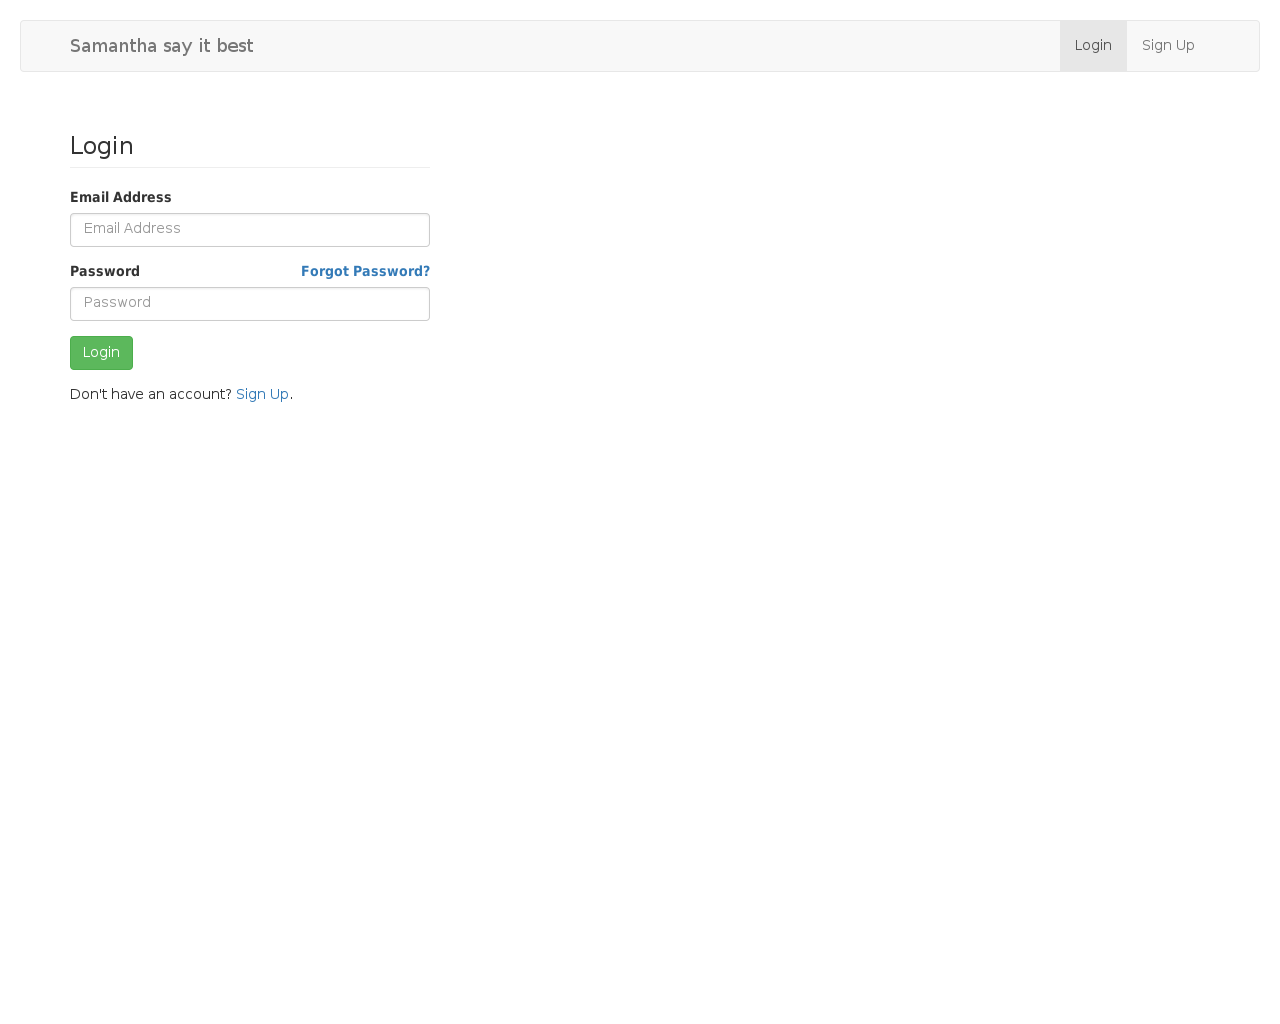 Samantha say it best
Login
Sign Up
Login
Email Address
Email Address
Password
Forgot Password?
Password
Login
Don't have an account? Sign Up.